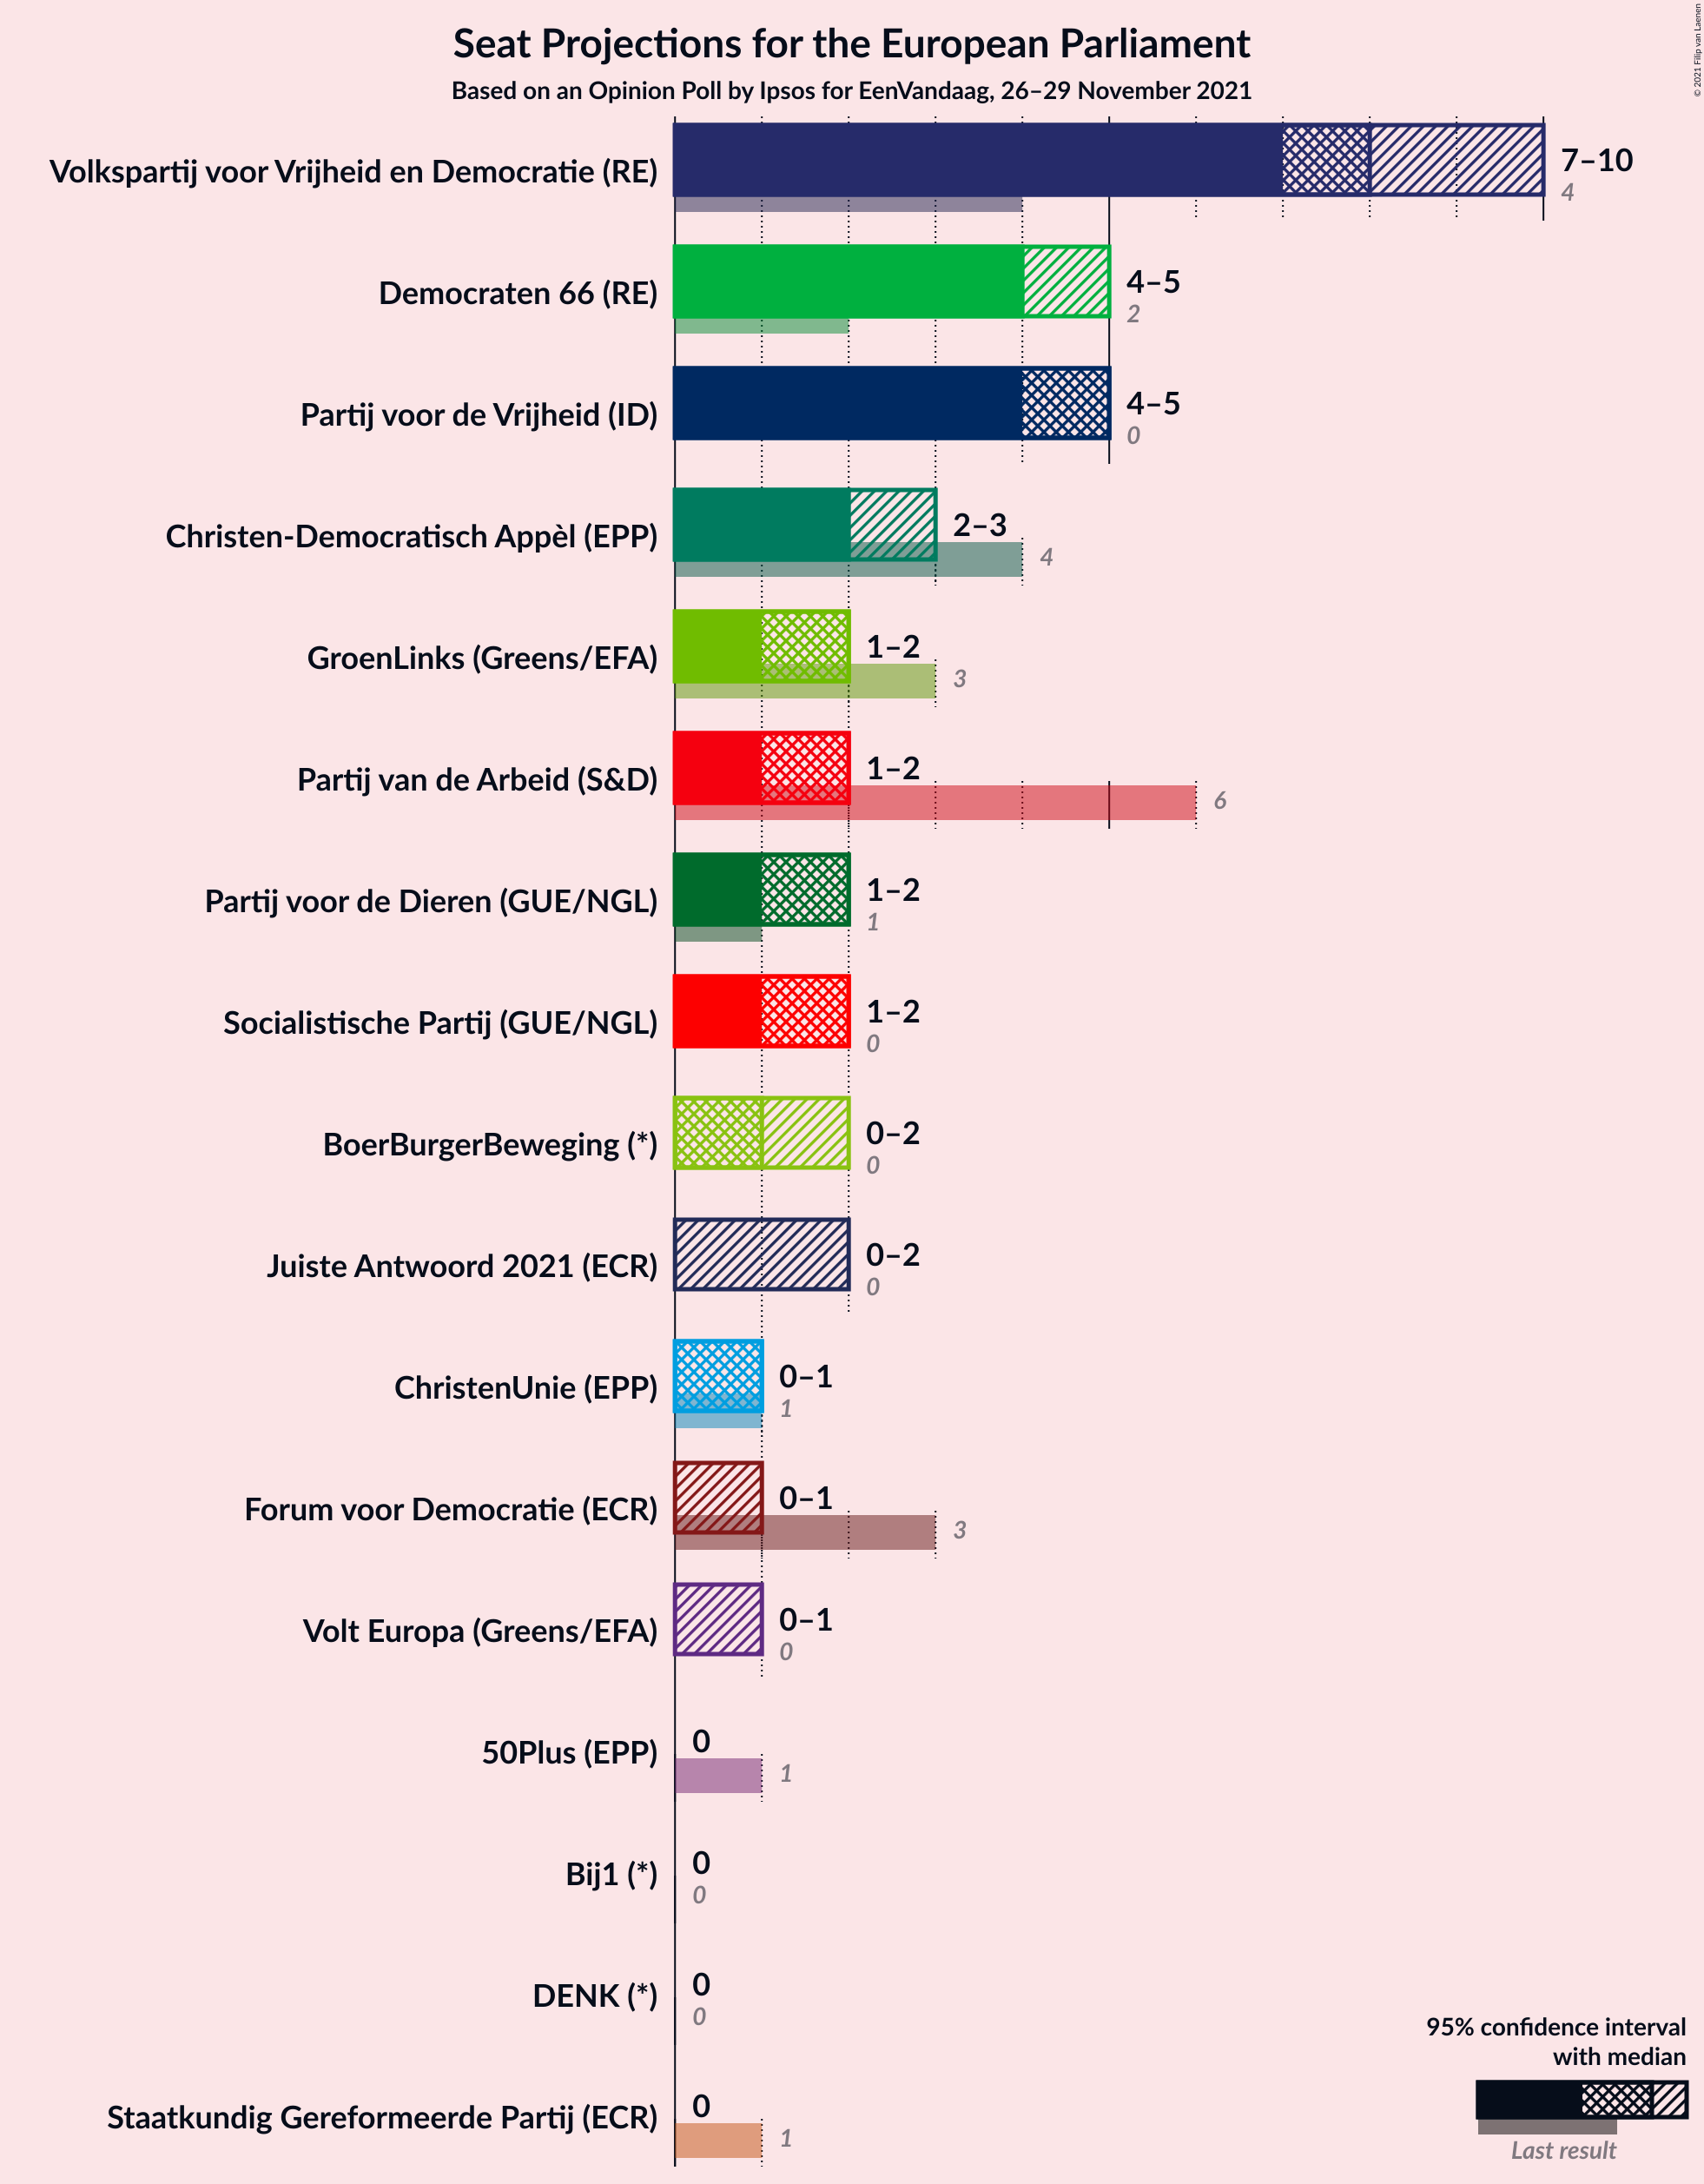 Seat Projections for the European Parliament
Based on an Opinion Poll by Ipsos for EenVandaag, 26–29 November 2021
© 2021 Filip van Laenen
Volkspartij voor Vrijheid en Democratie (RE)
7–10
4
Democraten 66 (RE)
4–5
2
Partij voor de Vrijheid (ID)
4–5
0
Christen-Democratisch Appèl (EPP)
2–3
4
GroenLinks (Greens/EFA)
1–2
3
Partij van de Arbeid (S&D)
1–2
6
Partij voor de Dieren (GUE/NGL)
1–2
1
Socialistische Partij (GUE/NGL)
1–2
0
BoerBurgerBeweging (*)
0–2
0
Juiste Antwoord 2021 (ECR)
0–2
0
ChristenUnie (EPP)
0–1
1
Forum voor Democratie (ECR)
0–1
3
Volt Europa (Greens/EFA)
0–1
0
50Plus (EPP)
0
1
Bij1 (*)
0
0
DENK (*)
0
0
Staatkundig Gereformeerde Partij (ECR)
0
1
95% confidence interval
with median
Last result